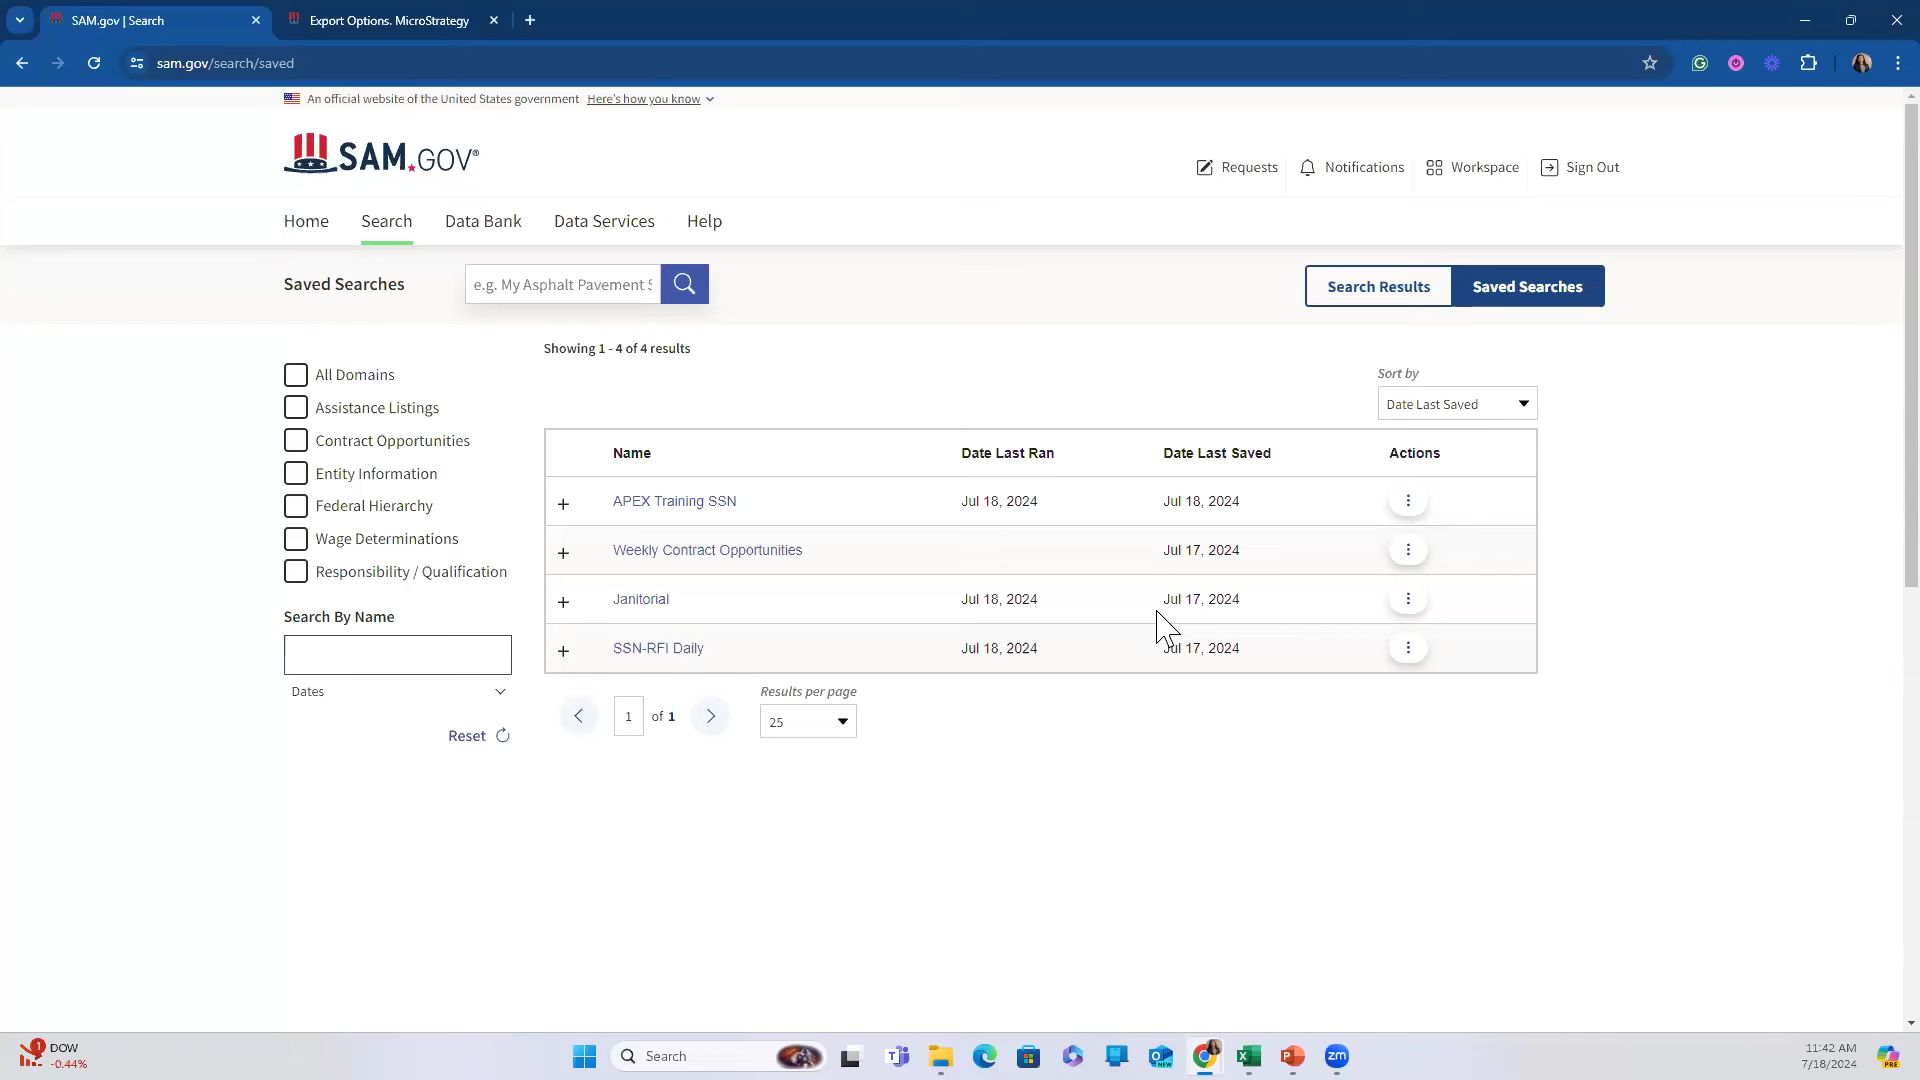 SAM.gov | Search
Export Options. MicroStrategy
sam.gov/search/saved
An official website of the United States government Here's how you know
SAM.GOV®
Requests Notifications Workspace Sign Out
Home Search Data Bank Data Services Help
Saved Searches
e.g. My Asphalt Pavement S
Search Results Saved Searches
Showing 1 - 4 of 4 results
All Domains
Assistance Listings
Contract Opportunities
Entity Information
Federal Hierarchy
Wage Determinations
Responsibility / Qualification
Search By Name
Dates
Reset
Sort by
Date Last Saved
Name Date Last Ran Date Last Saved Actions
APEX Training SSN Jul 18, 2024 Jul 18, 2024
Weekly Contract Opportunities Jul 17, 2024
Janitorial Jul 18, 2024 Jul 17, 2024
SSN-RFI Daily Jul 18, 2024 Jul 17, 2024
1 of 1
Results per page
25
1 DOW
-0.44%
Search
NEW
zm
11:42 AM
7/18/2024
PRE